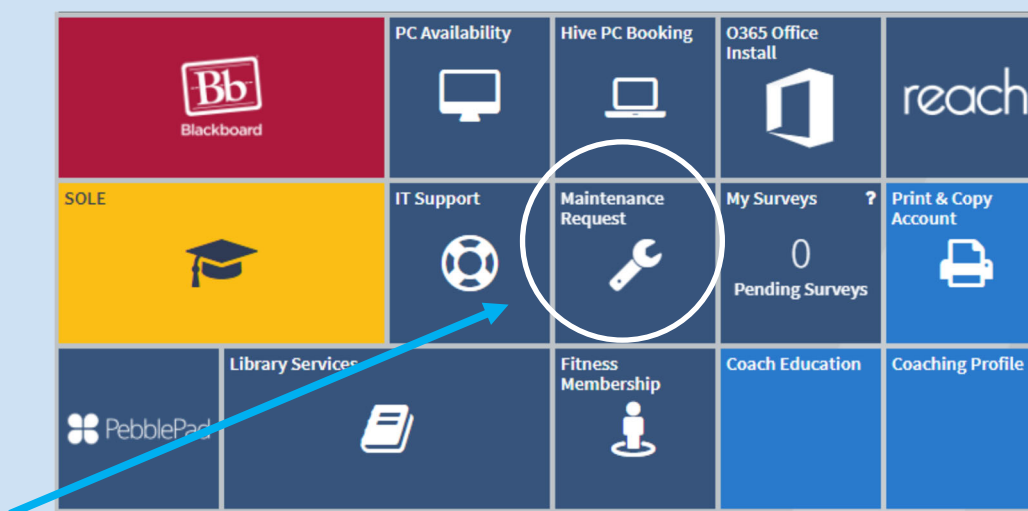 PC Availability
Hive PC Booking
O365 Office
Install
Bb
Blackboard
reach
SOLE
IT Support
Maintenance
Request
My Surveys ?
0
Pending Surveys
Print & Copy
Account
PebblePad
Library Services
Fitness
Membership
Coach Education
Coaching Profile